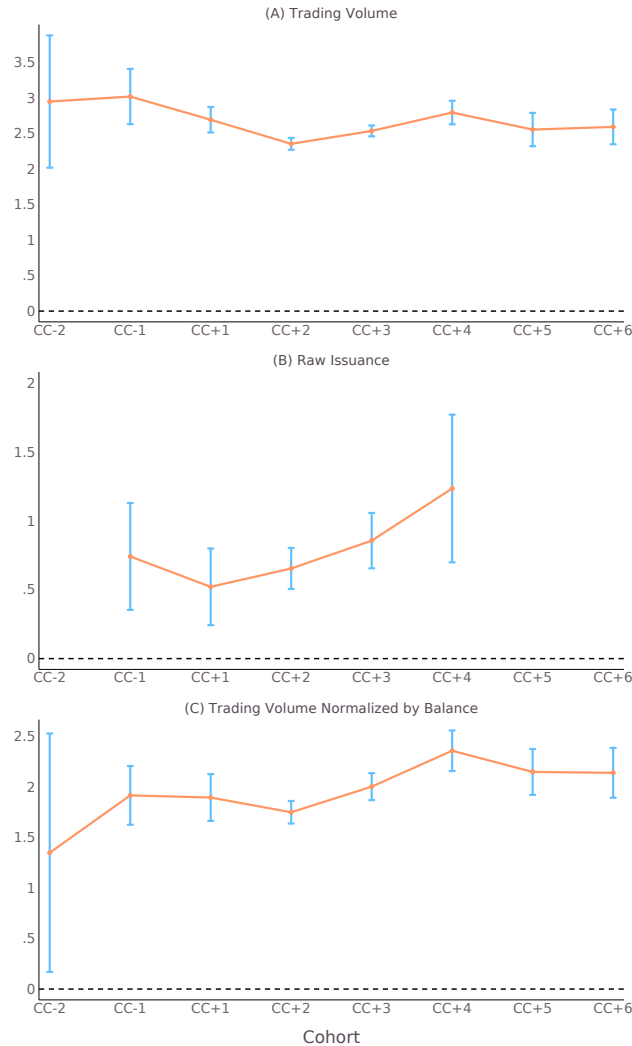 (A) Trading Volume
3.5
3
2.5
2
1.5
1
.5
0
CC-2 CC-1 CC+1 CC+2 CC+3 CC+4 CC+5 CC+6
(B) Raw Issuance
2
1.5
1
.5
0
CC-2 CC-1 CC+1 CC+2 CC+3 CC+4 CC+5 CC+6
(C) Trading Volume Normalized by Balance
2.5
2
1.5
1
.5
0
CC-2 CC-1 CC+1 CC+2 CC+3 CC+4 CC+5 CC+6
Cohort